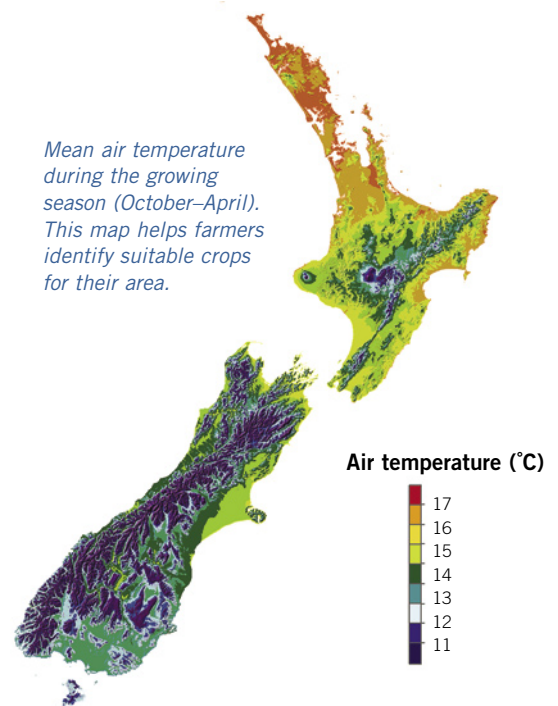 Mean air temperature
during the growing
season (October–April).
This map helps farmers
identify suitable crops
for their area.
Air temperature (˚C)
17
16
15
14
13
12
11